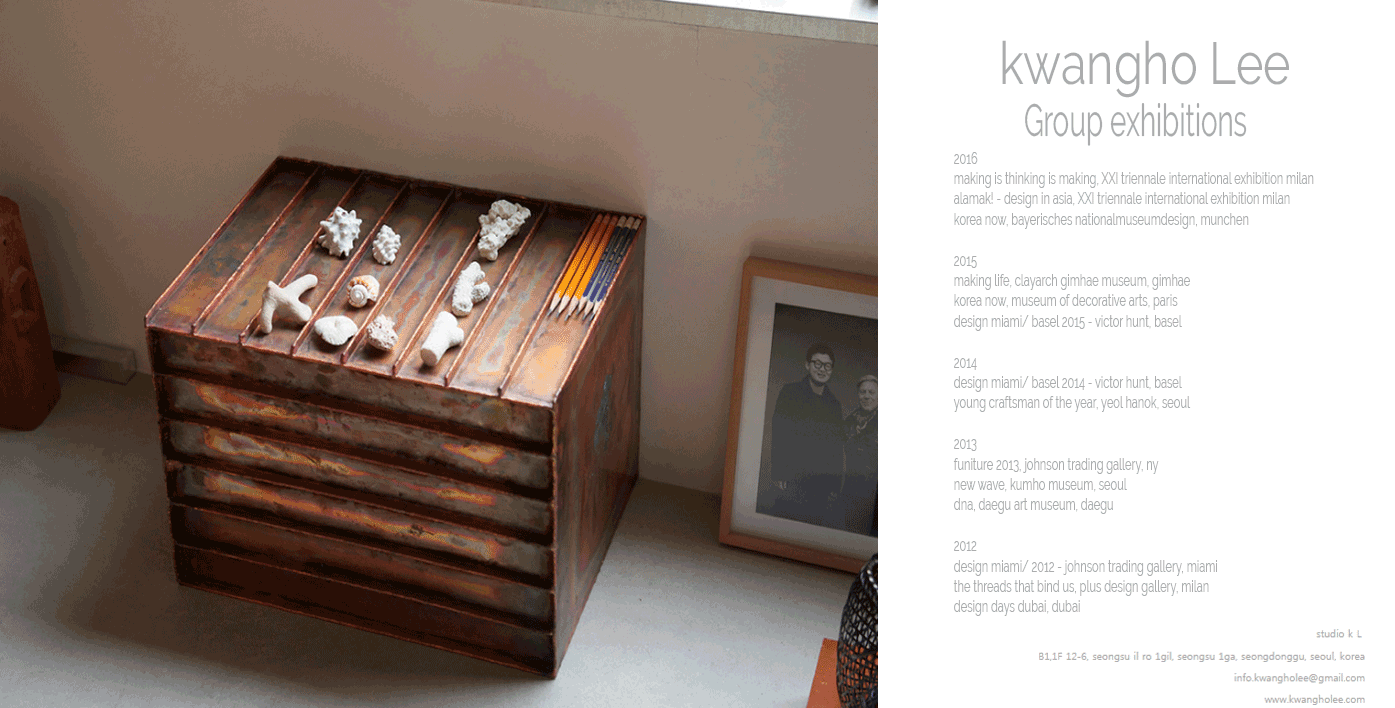 kwangho Lee
Group exhibitions
2016
making is thinking is making, XXI triennale international exhibition milan
alamak! - design in asia, XXI triennale international exhibition milan
korea now, bayerisches nationalmuseumdesign, munchen
2015
making life, clayarch gimhae museum, gimhae
korea now, museum of decorative arts, paris
design miami/ basel 2015 - victor hunt, basel
2014
design miami/ basel 2014 - victor hunt, basel
young craftsman of the year, yeol hanok, seoul
2013
funiture 2013, johnson trading gallery, ny
new wave, kumho museum, seoul
dna, daegu art museum, daegu
2012
design miami/ 2012 - johnson trading gallery, miami
the threads that bind us, plus design gallery, milan
design days dubai, dubai
studio k L
B1,1F 12-6, seongsu il ro 1gil, seongsu 1ga, seongdonggu, seoul, korea
info.kwangholee@gmail.com
www.kwangholee.com